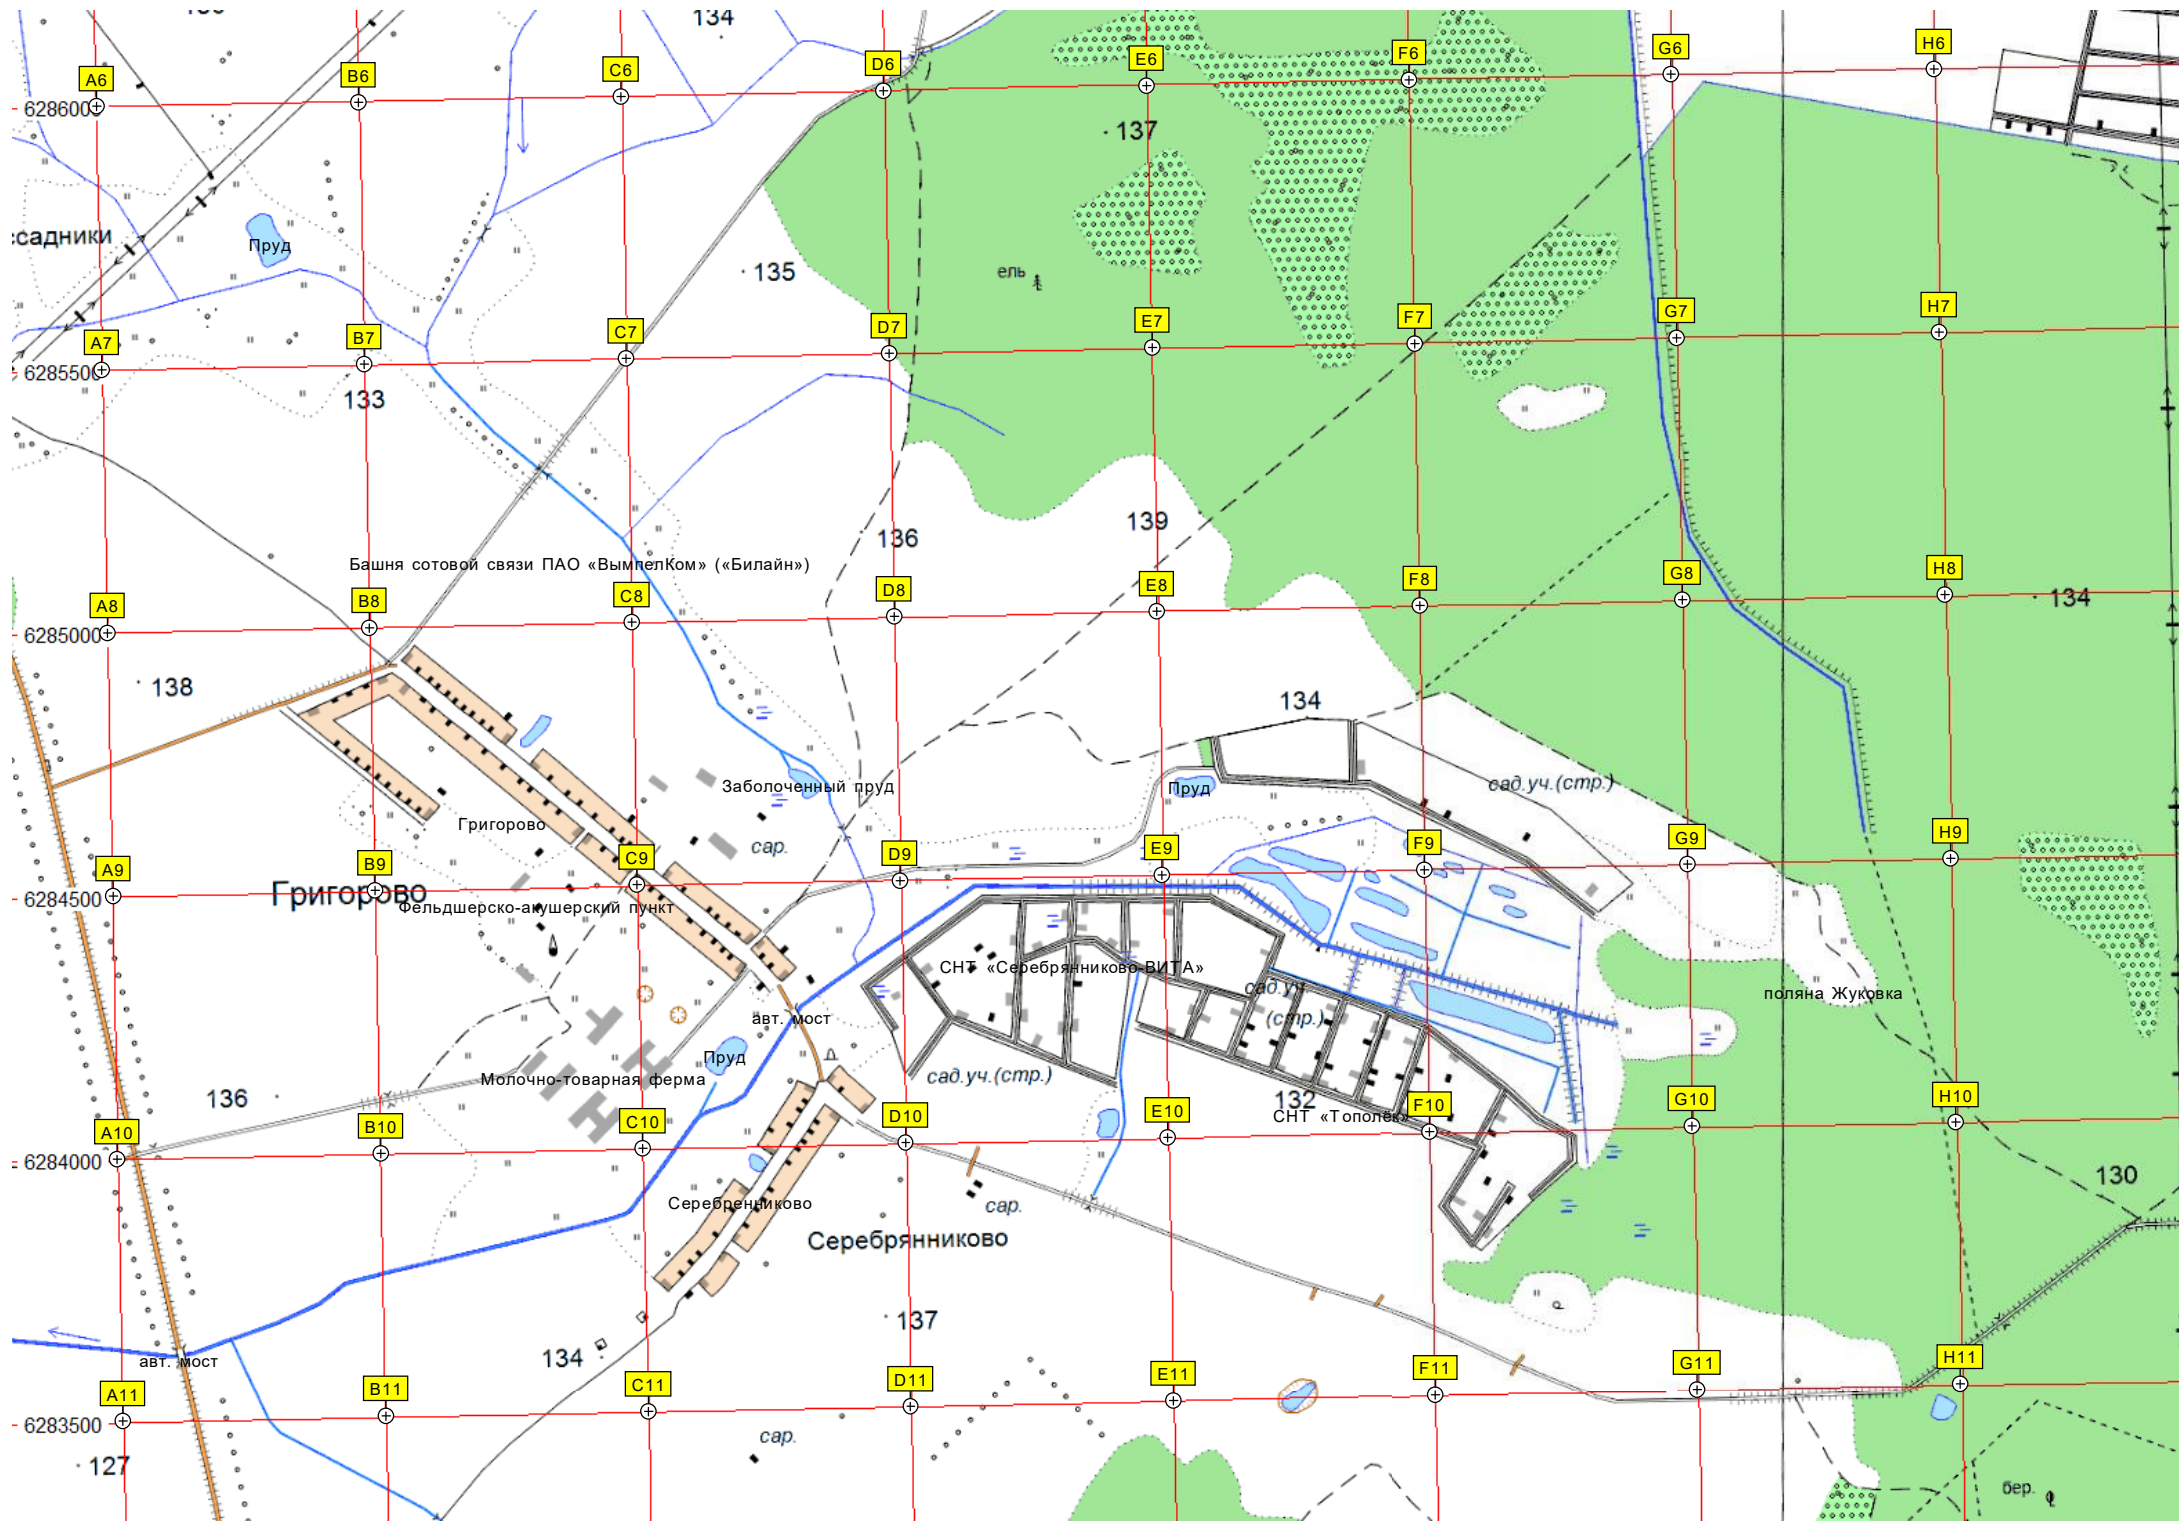 134
A6
B6
C6
D6
E6
F6
G6
H6
6286000
137
ссадники
Пруд
135
ель
A7
B7
C7
D7
E7
F7
G7
H7
6285500
133
136
139
Башня сотовой связи ПАО «ВымпелКом» («Билайн»)
A8
B8
C8
D8
E8
F8
G8
H8
6285000
134
138
134
Заболоченный пруд
Пруд
сад.уч.(стр.)
Григорово
сар.
A9
B9
C9
D9
E9
F9
G9
H9
6284500
Григорово
Фельдшерско-акушерский пункт
СНТ «Серебрянниково-ВИТА»
сад.уч.
(стр.)
поляна Жуковка
авт. мост
Пруд
Молочно-товарная ферма
сад.уч.(стр.)
136
132
СНТ «Тополёк»
A10
B10
C10
D10
E10
F10
G10
H10
6284000
130
Серебренниково
сар.
Серебрянниково
137
134
авт. мост
A11
B11
C11
D11
E11
F11
G11
H11
6283500
сар.
127
бер.